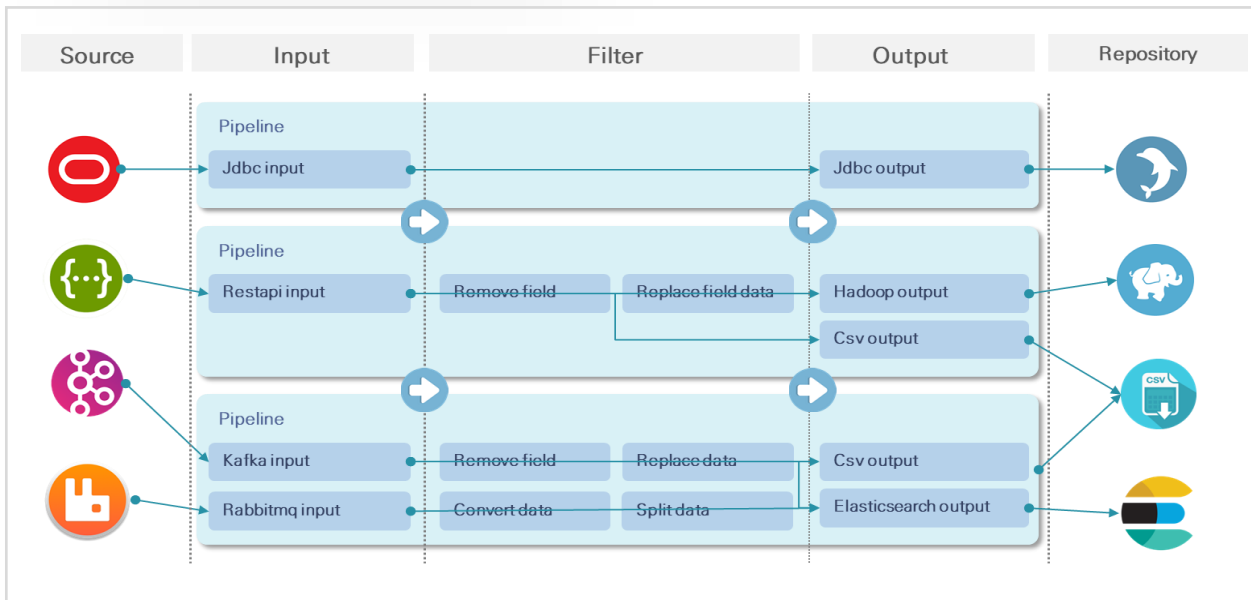 Source
Input
Filter
Output
Repository
Pipeline
Jdbc input
Jdbc output
Pipeline
Restapi input
Remove field
Replace field data
Hadoop output
Csv output
CSV
Pipeline
Kafka input
Remove field
Replace data
Csv output
Rabbitmq input
Convert data
Split data
Elasticsearch output